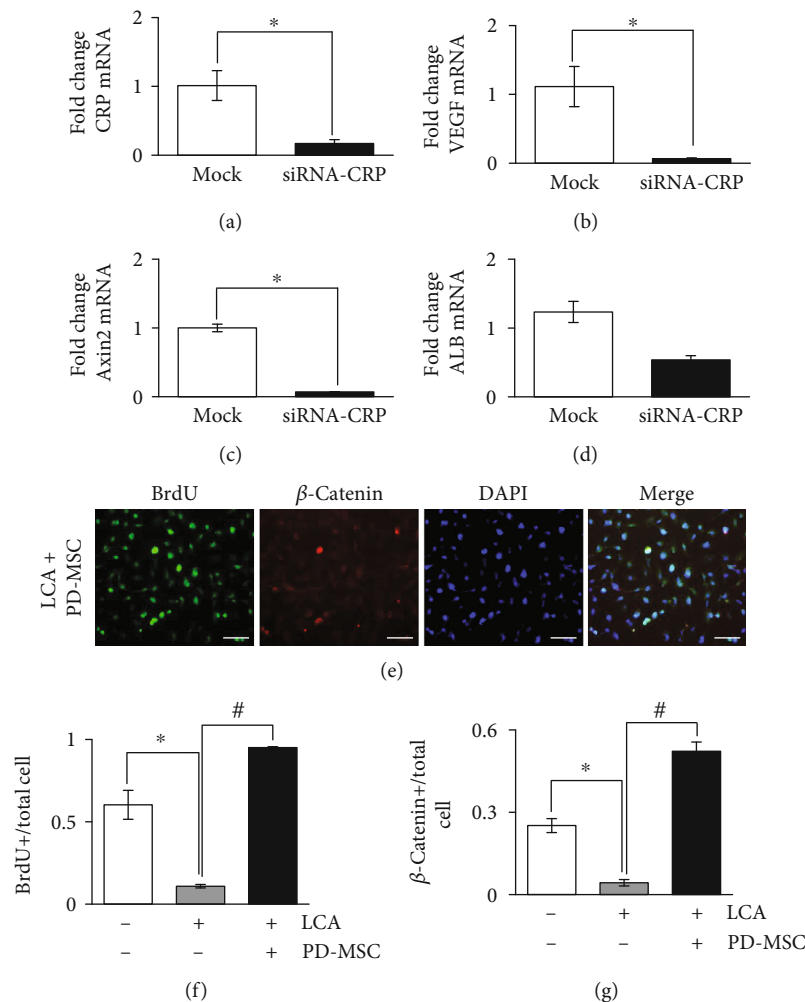 Fold change
CRP mRNA
2
1
0
*
Mock
siRNA-CRP
(a)
Fold change
VEGF mRNA
2
1
0
*
Mock
siRNA-CRP
(b)
Fold change
Axin2 mRNA
2
1
0
*
Mock
siRNA-CRP
(c)
Fold change
ALB mRNA
2
1
0
Mock
siRNA-CRP
(d)
BrdU
β-Catenin
DAPI
Merge
LCA +
PD-MSC
(e)
BrdU+/total cell
1
0.5
0
*
#
– + + LCA
– – + PD-MSC
(f)
β-Catenin+/total
cell
0.6
0.3
0
*
#
– + + LCA
– – + PD-MSC
(g)